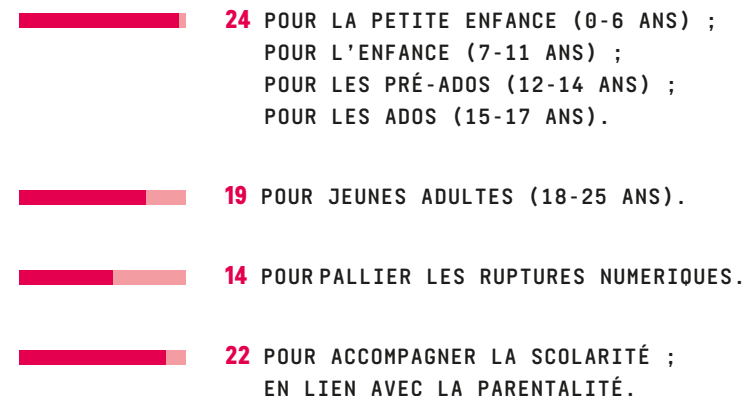 24 POUR LA PETITE ENFANCE (0-6 ANS) ;
POUR L'ENFANCE (7-11 ANS) ;
POUR LES PRÉ-ADOS (12-14 ANS) ;
POUR LES ADOS (15-17 ANS).
19 POUR JEUNES ADULTES (18-25 ANS).
14 POUR PALLIER LES RUPTURES NUMERIQUES.
22 POUR ACCOMPAGNER LA SCOLARITÉ ;
EN LIEN AVEC LA PARENTALITÉ.